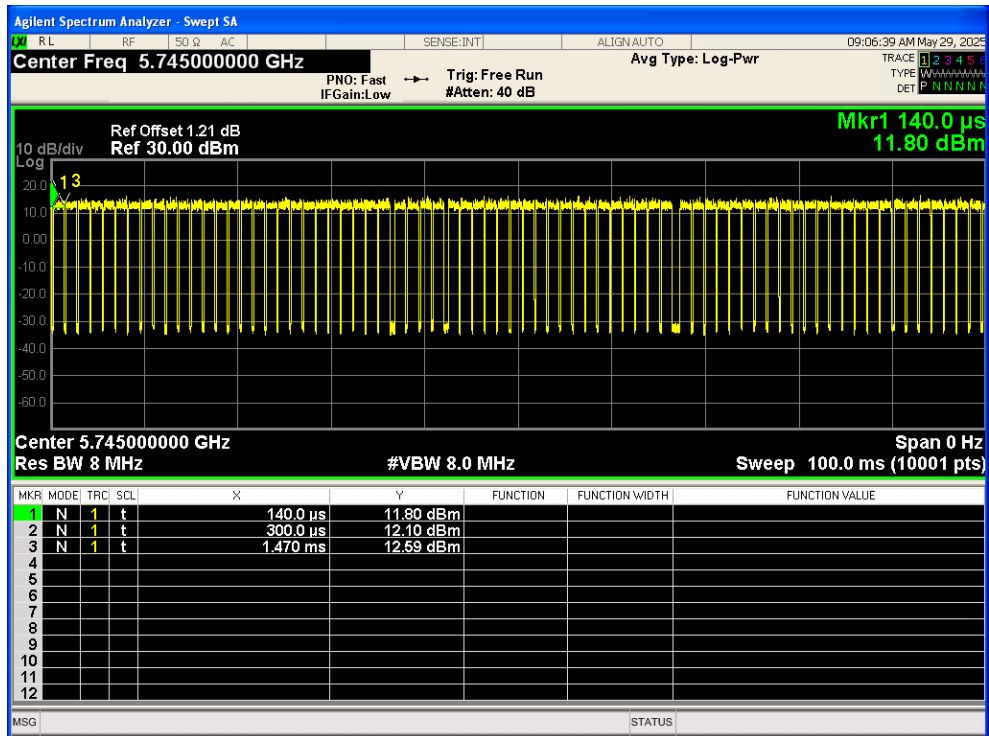 Agilent Spectrum Analyzer - Swept SA
LXI RL RF 50 Ω AC SENSE:INT ALIGN AUTO 09:06:39 AM May 29, 2025
Center Freq 5.745000000 GHz Avg Type: Log-Pwr TRACE 1 2 3 4 5 6
PNO: Fast Trig: Free Run TYPE W
IFGain:Low #Atten: 40 dB DET P N N N N N
Mkr1 140.0 µs
11.80 dBm
Ref Offset 1.21 dB
10 dB/div Ref 30.00 dBm
Log
20.0
10.0
0.00
-10.0
-20.0
-30.0
-40.0
-50.0
-60.0
1 3
Center 5.745000000 GHz Span 0 Hz
Res BW 8 MHz #VBW 8.0 MHz Sweep 100.0 ms (10001 pts)
MKR MODE TRC SCL X Y FUNCTION FUNCTION WIDTH FUNCTION VALUE
1 N 1 t 140.0 µs 11.80 dBm
2 N 1 t 300.0 µs 12.10 dBm
3 N 1 t 1.470 ms 12.59 dBm
4
5
6
7
8
9
10
11
12
MSG STATUS